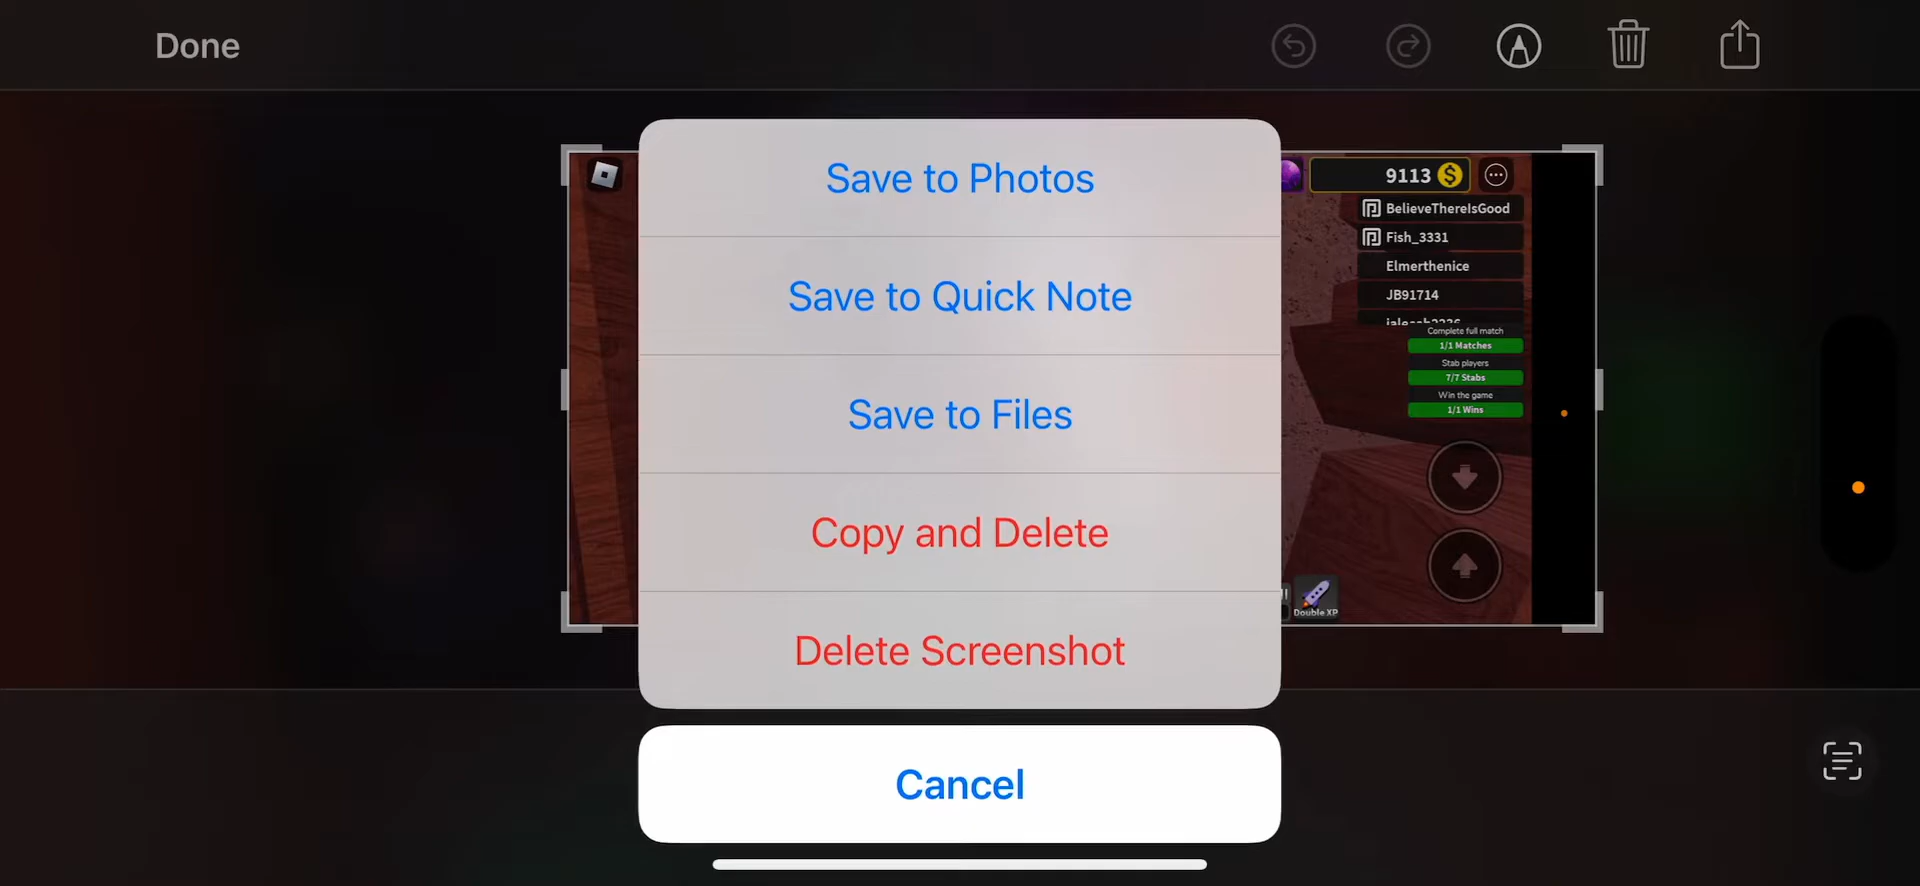 Done
Save to Photos
Save to Quick Note
Save to Files
Copy and Delete
Delete Screenshot
Cancel
9113
BelieveThereIsGood
Fish_3331
Elmerthenice
JB91714
Complete full match
1/1 Matches
Stab players
7/7 Stabs
Win the game
1/1 Wins
Double XP